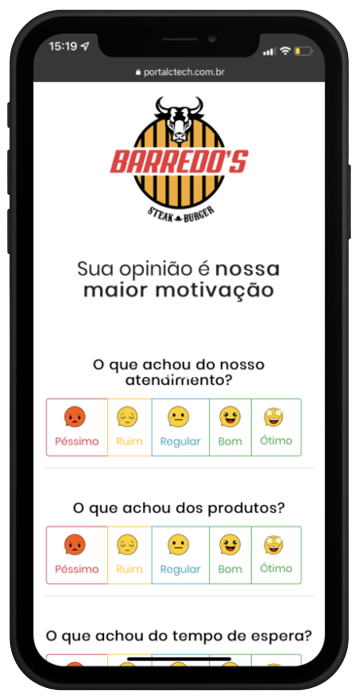 15:19
portalctech.com.br
BARREDO'S
STEAK BURGER
Sua opinião é nossa
maior motivação
O que achou do nosso
atendimento?
Péssimo Ruim Regular Bom Ótimo
O que achou dos produtos?
Péssimo Ruim Regular Bom Ótimo
O que achou do tempo de espera?